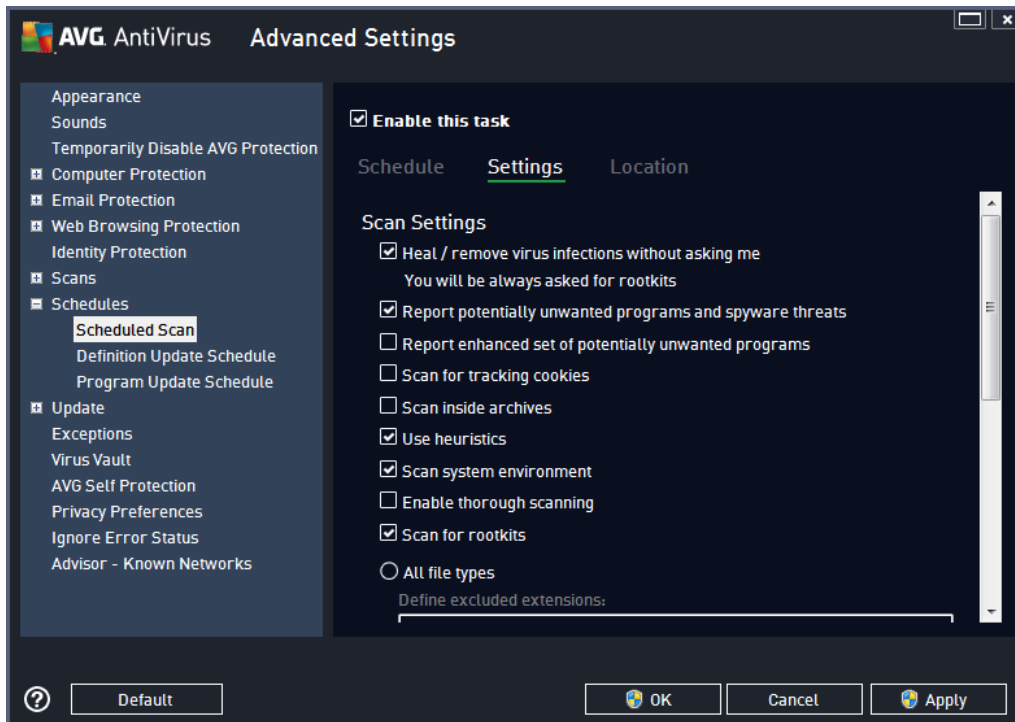 AVG AntiVirus Advanced Settings
Appearance
Sounds
Temporarily Disable AVG Protection
Computer Protection
Email Protection
Web Browsing Protection
Identity Protection
Scans
Schedules
Scheduled Scan
Definition Update Schedule
Program Update Schedule
Update
Exceptions
Virus Vault
AVG Self Protection
Privacy Preferences
Ignore Error Status
Advisor - Known Networks
Enable this task
Schedule Settings Location
Scan Settings
Heal / remove virus infections without asking me
You will be always asked for rootkits
Report potentially unwanted programs and spyware threats
Report enhanced set of potentially unwanted programs
Scan for tracking cookies
Scan inside archives
Use heuristics
Scan system environment
Enable thorough scanning
Scan for rootkits
All file types
Define excluded extensions:
? Default OK Cancel Apply